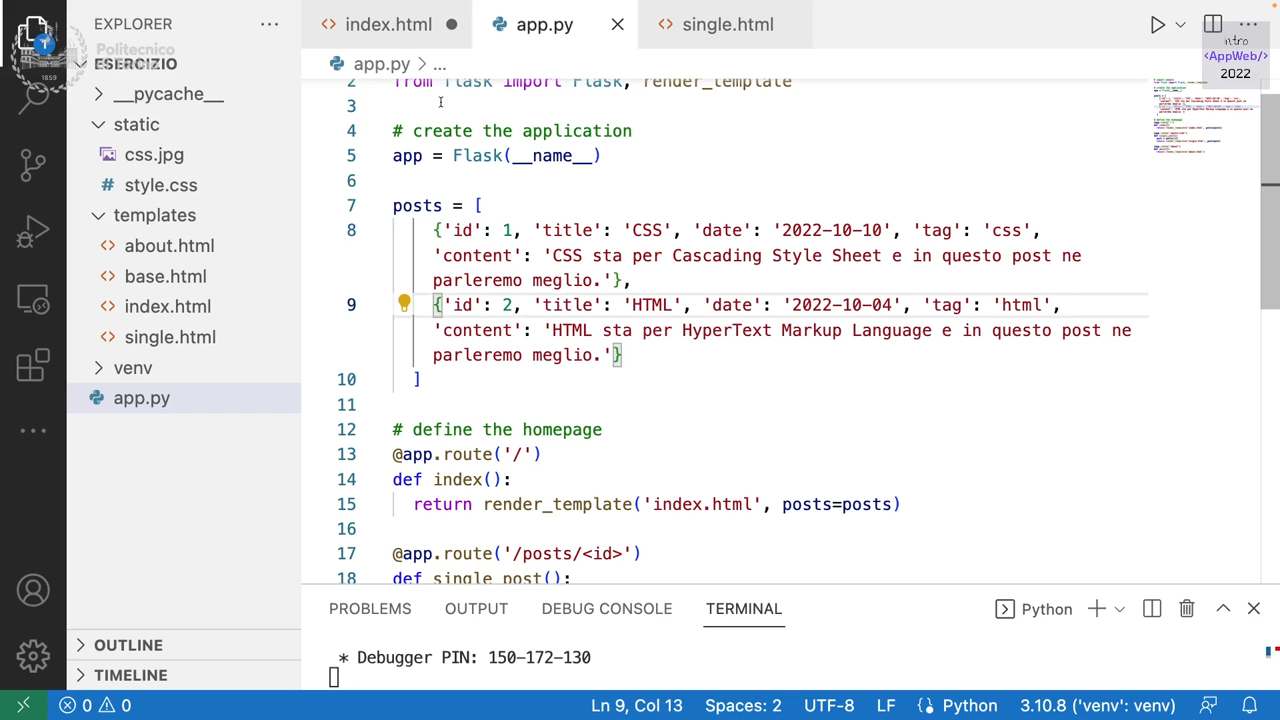 EXPLORER
index.html
app.py
single.html
Politecnico
1859
ntro
<AppWeb/>
2022
ESERCIZIO
app.py > ...
__pycache__
static
css.jpg
# style.css
templates
about.html
base.html
index.html
single.html
venv
app.py
OUTLINE
TIMELINE
2 from flask import Flask, render_template
3
4 # create the application
5 app = Flask(__name__)
6
7 posts = [
8 {'id': 1, 'title': 'CSS', 'date': '2022-10-10', 'tag': 'css',
'content': 'CSS sta per Cascading Style Sheet e in questo post ne
parleremo meglio.'},
9 {'id': 2, 'title': 'HTML', 'date': '2022-10-04', 'tag': 'html',
'content': 'HTML sta per HyperText Markup Language e in questo post ne
parleremo meglio.'}
10 ]
11
12 # define the homepage
13 @app.route('/')
14 def index():
15 return render_template('index.html', posts=posts)
16
17 @app.route('/posts/<id>')
18 def single_post():
PROBLEMS OUTPUT DEBUG CONSOLE TERMINAL
Python
* Debugger PIN: 150-172-130
0 0
Ln 9, Col 13 Spaces: 2 UTF-8 LF Python 3.10.8 ('venv': venv)